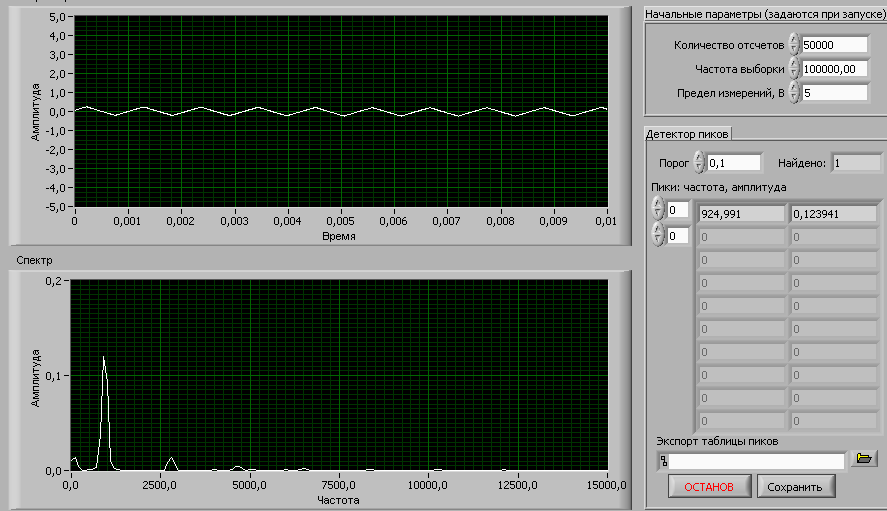 Начальные параметры (задаются при запуске)
Количество отсчетов 50000
Частота выборки 100000,00
Предел измерений, В 5
5,0
4,0
3,0
2,0
1,0
0,0
-1,0
-2,0
-3,0
-4,0
-5,0
Амплитуда
0 0,001 0,002 0,003 0,004 0,005 0,006 0,007 0,008 0,009 0,01
Время
Детектор пиков
Порог 0,1 Найдено: 1
Пики: частота, амплитуда
0 924,991 0,123941
0 0 0
0 0
0 0
0 0
0 0
0 0
0 0
0 0
0 0
Спектр
0,2
0,1
0,0
Амплитуда
0,0 2500,0 5000,0 7500,0 10000,0 12500,0 15000,0
Частота
Экспорт таблицы пиков
ОСТАНОВ Сохранить